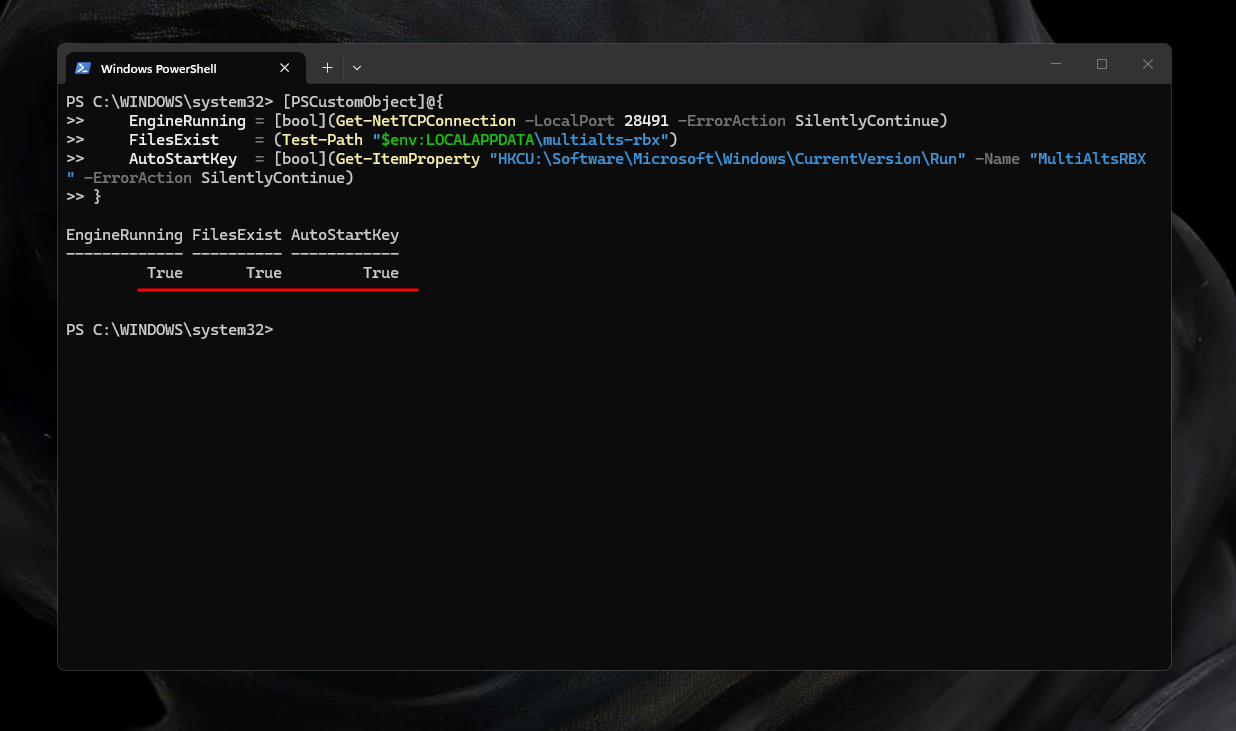 Windows PowerShell
PS C:\WINDOWS\system32> [PSCustomObject]@{
>>     EngineRunning = [bool](Get-NetTCPConnection -LocalPort 28491 -ErrorAction SilentlyContinue)
>>     FilesExist    = (Test-Path "$env:LOCALAPPDATA\multialts-rbx")
>>     AutoStartKey  = [bool](Get-ItemProperty "HKCU:\Software\Microsoft\Windows\CurrentVersion\Run" -Name "MultiAltsRBX
" -ErrorAction SilentlyContinue)
>> }
EngineRunning FilesExist AutoStartKey
------------- ---------- ------------
         True       True         True
PS C:\WINDOWS\system32>